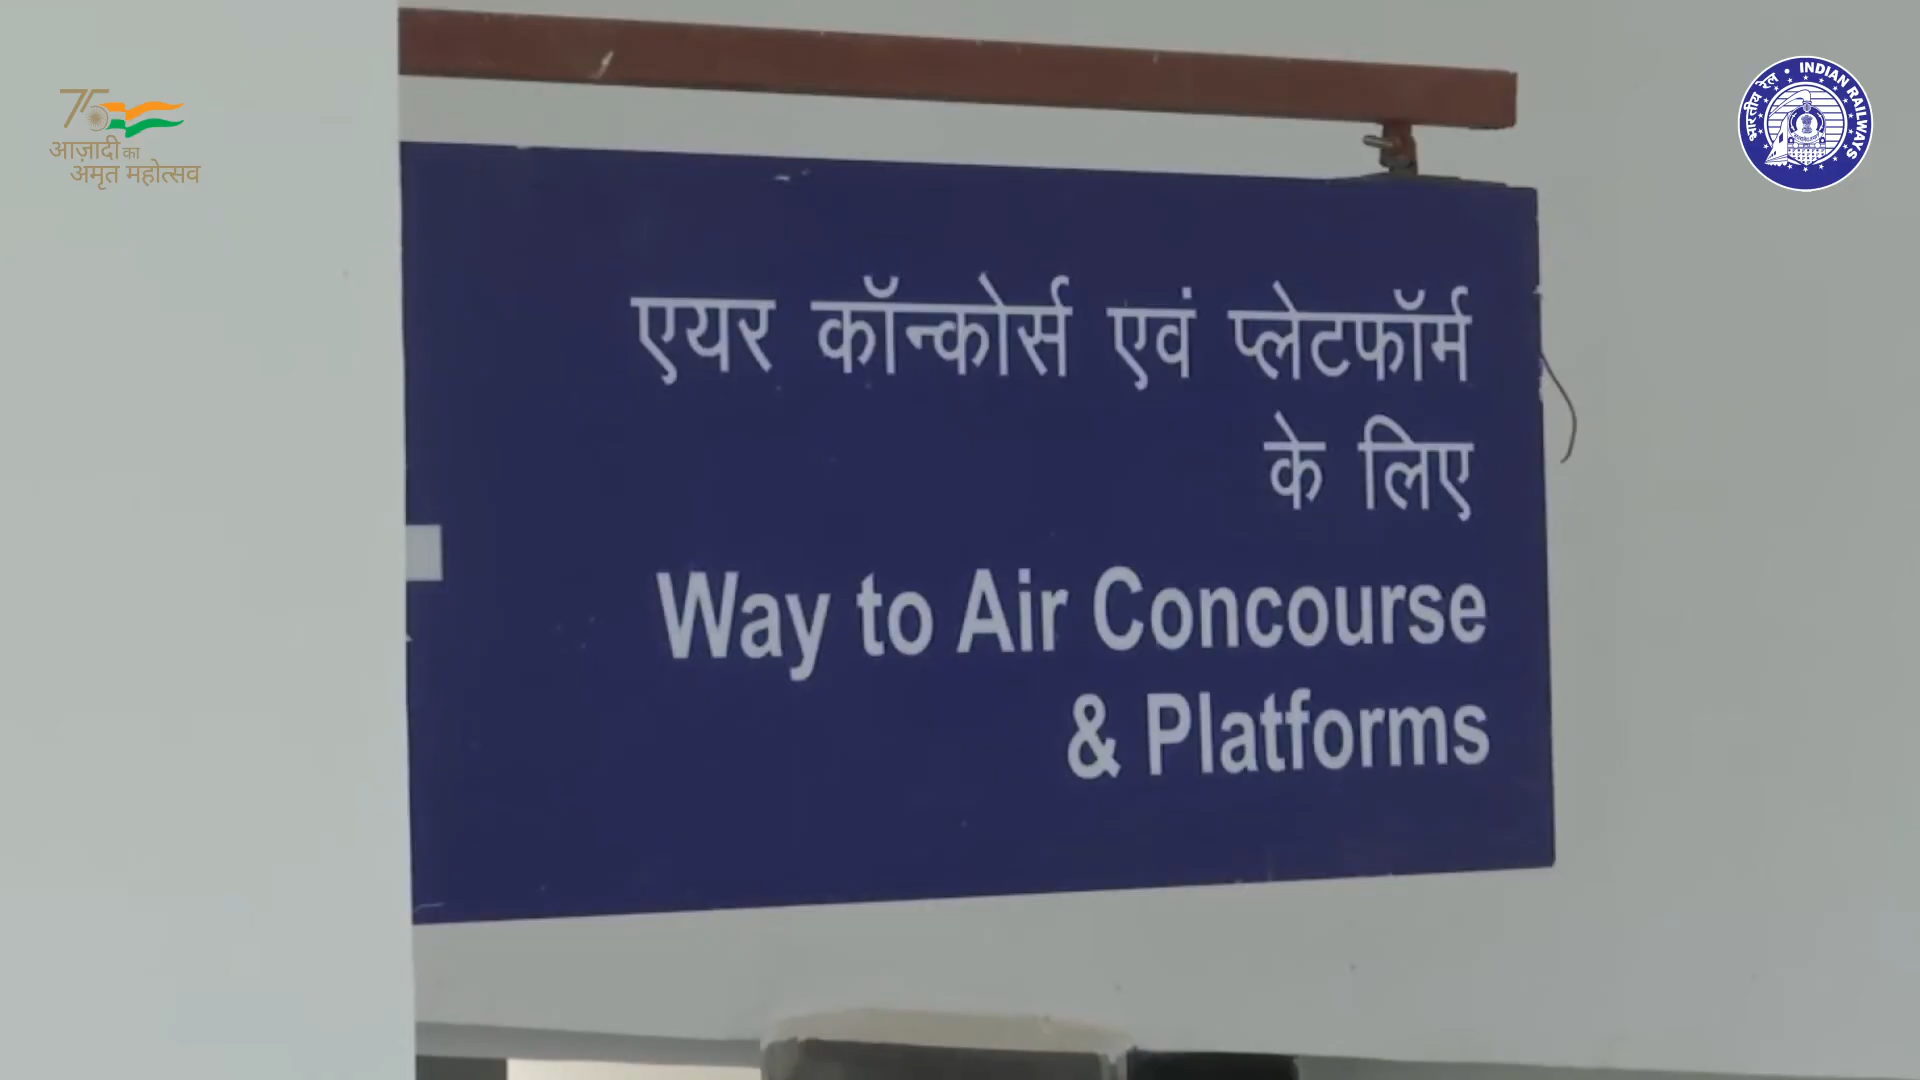 75
आज़ादी का
अमृत महोत्सव
भारतीय रेल • INDIAN RAILWAYS
एयर कॉन्कोर्स एवं प्लेटफॉर्म
के लिए
Way to Air Concourse
& Platforms